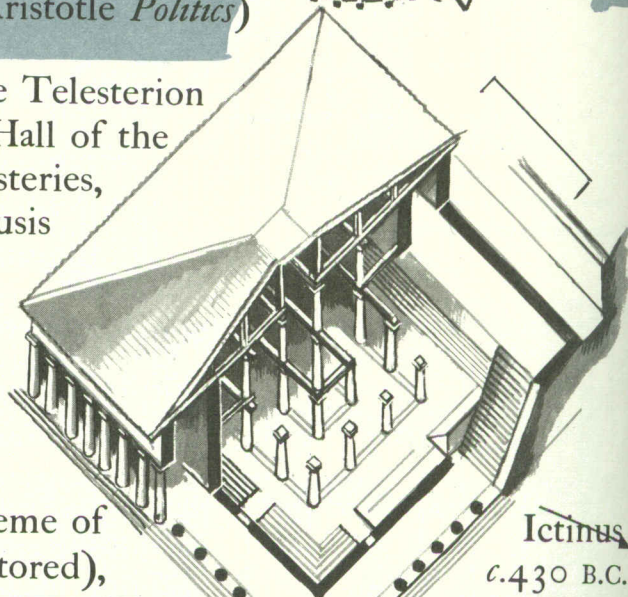 ristotle Politics)
e Telesterion
Hall of the
steries,
usis
eme of
tored),
Ictinus
c.430 B.C.